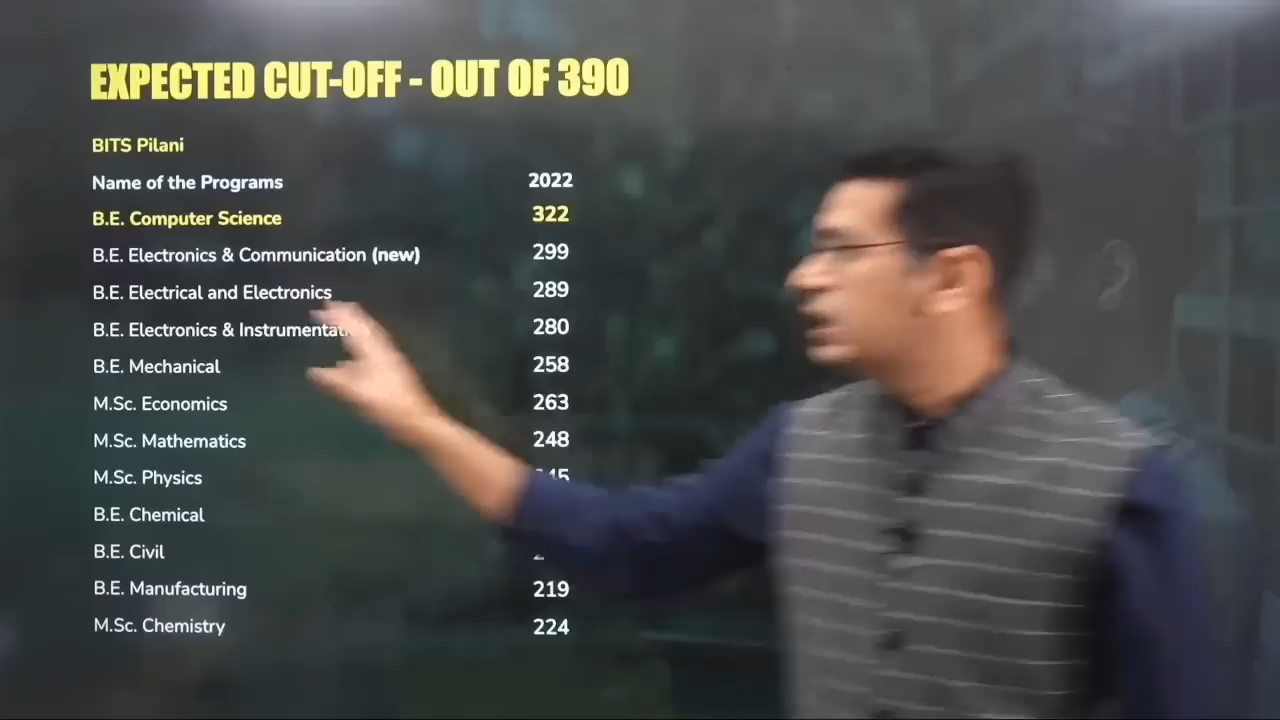 EXPECTED CUT-OFF - OUT OF 390
BITS Pilani
Name of the Programs 2022
B.E. Computer Science 322
B.E. Electronics & Communication (new) 299
B.E. Electrical and Electronics 289
B.E. Electronics & 280
B.E. Mechanical 258
M.Sc. Economics 263
M.Sc. Mathematics 248
M.Sc. Physics
B.E. Chemical
B.E. Civil
B.E. Manufacturing 219
M.Sc. Chemistry 224